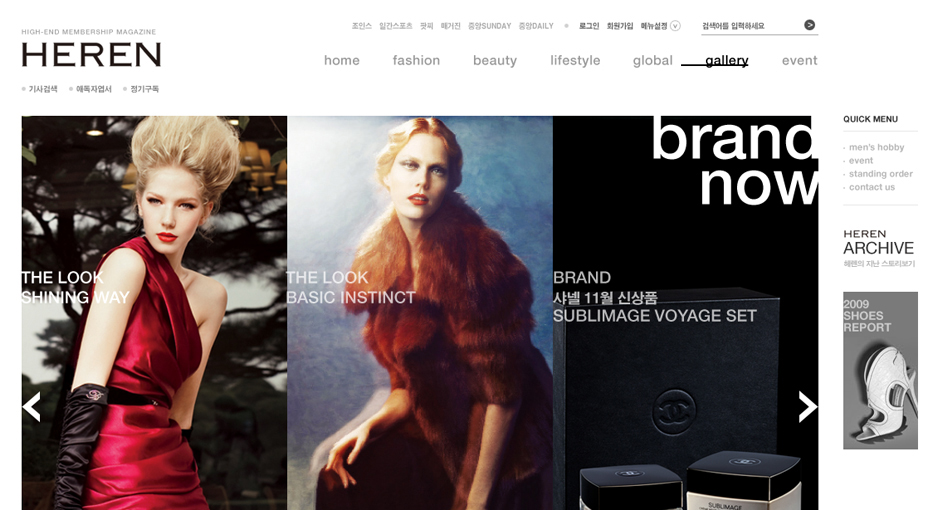 HIGH-END MEMBERSHIP MAGAZINE
HEREN
기사검색 애독자엽서 정기구독
조인스 일간스포츠 팟찌 매거진 중앙SUNDAY 중앙DAILY 로그인 회원가입 메뉴설정 검색어를 입력하세요
home fashion beauty lifestyle global gallery event
brand
now
THE LOOK
SHINING WAY
THE LOOK
BASIC INSTINCT
BRAND
샤넬 11월 신상품
SUBLIMAGE VOYAGE SET
SUBLIMAGE
QUICK MENU
men's hobby
event
standing order
contact us
HEREN
ARCHIVE
헤렌의 지난 스토리보기
2009
SHOES
REPORT